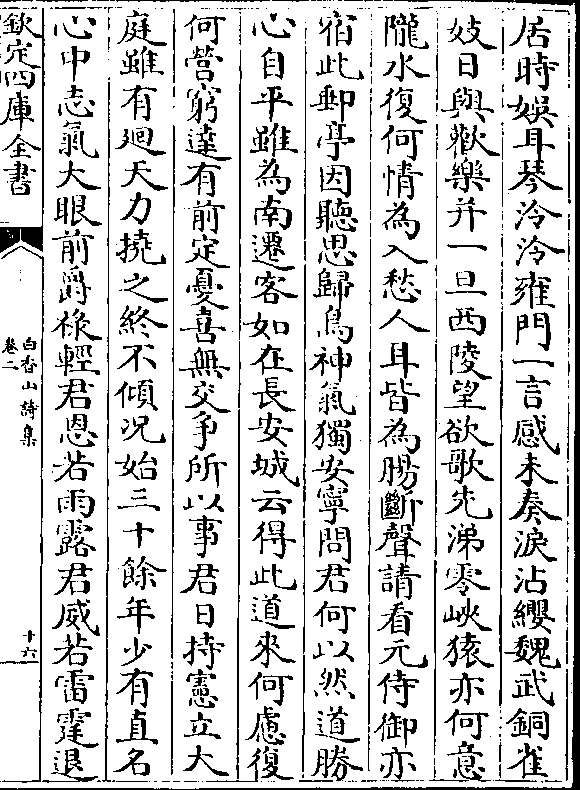 居時娯耳琴泠泠雍門一言感未奏淚沾纓魏武銅雀
妓日與歡樂并一旦西陵望欲歌先涕零峽猿亦何意
隴水復何情為入愁人耳皆為腸斷聲請看元侍御亦
宿此郵亭因聽思歸鳥神氣獨安寧問君何以然道勝
心自平雖為南遷客如在長安城云得此道來何慮復
何營窮達有前定憂喜無交争所以事君日持憲立大
庭雖有廻天力撓之終不傾况始三十餘年少有直名
心中志氣大眼前爵祿輕君恩若雨露君威若雷霆退
欽定四庫全書
白香山詩集
卷二
十六